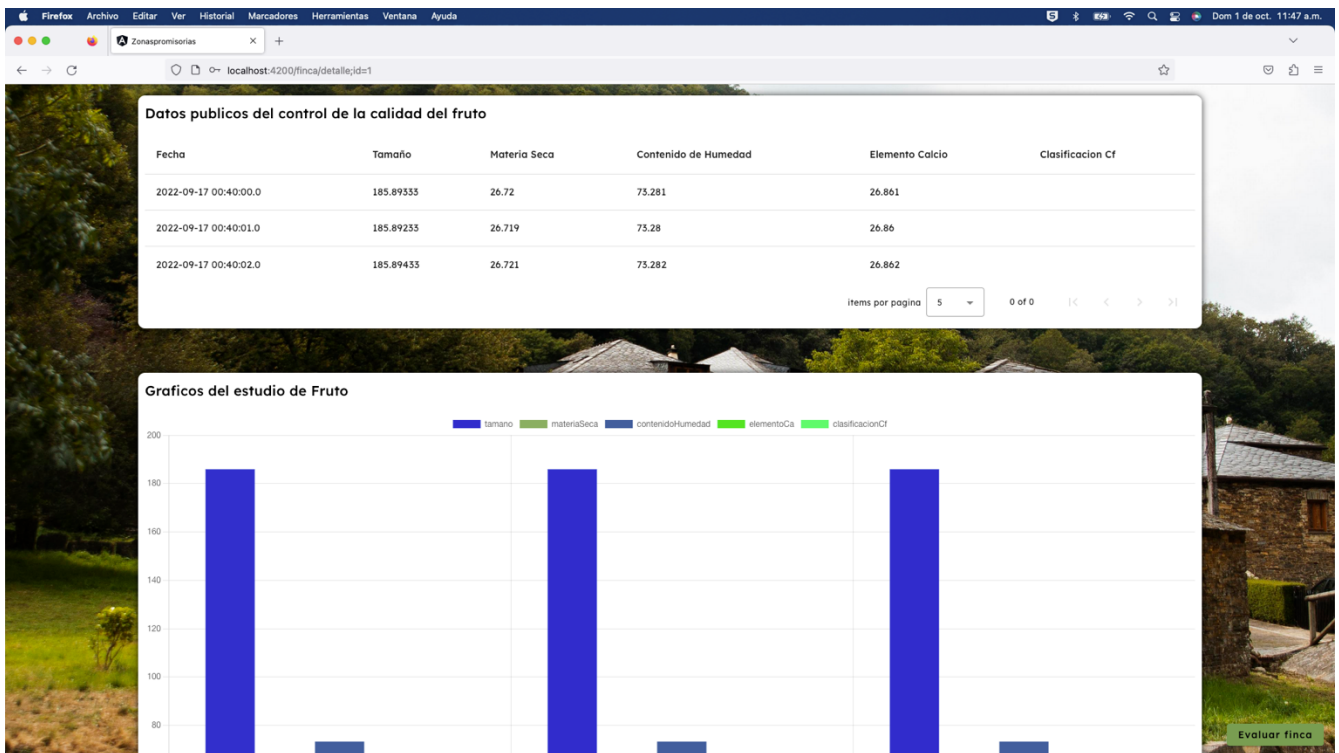 Firefox Archivo Editar Ver Historial Marcadores Herramientas Ventana Ayuda Dom 1 de oct. 11:47 a.m.
Zonaspromisorias
localhost:4200/finca/detalle;id=1
Datos publicos del control de la calidad del fruto
Fecha Tamaño Materia Seca Contenido de Humedad Elemento Calcio Clasificacion Cf
2022-09-17 00:40:00.0 185.89333 26.72 73.281 26.861
2022-09-17 00:40:01.0 185.89233 26.719 73.28 26.86
2022-09-17 00:40:02.0 185.89433 26.721 73.282 26.862
items por pagina 5 0 of 0
Graficos del estudio de Fruto
tamano materiaSeca contenidoHumedad elementoCa clasificacionCf
200
180
160
140
120
100
80
Evaluar finca